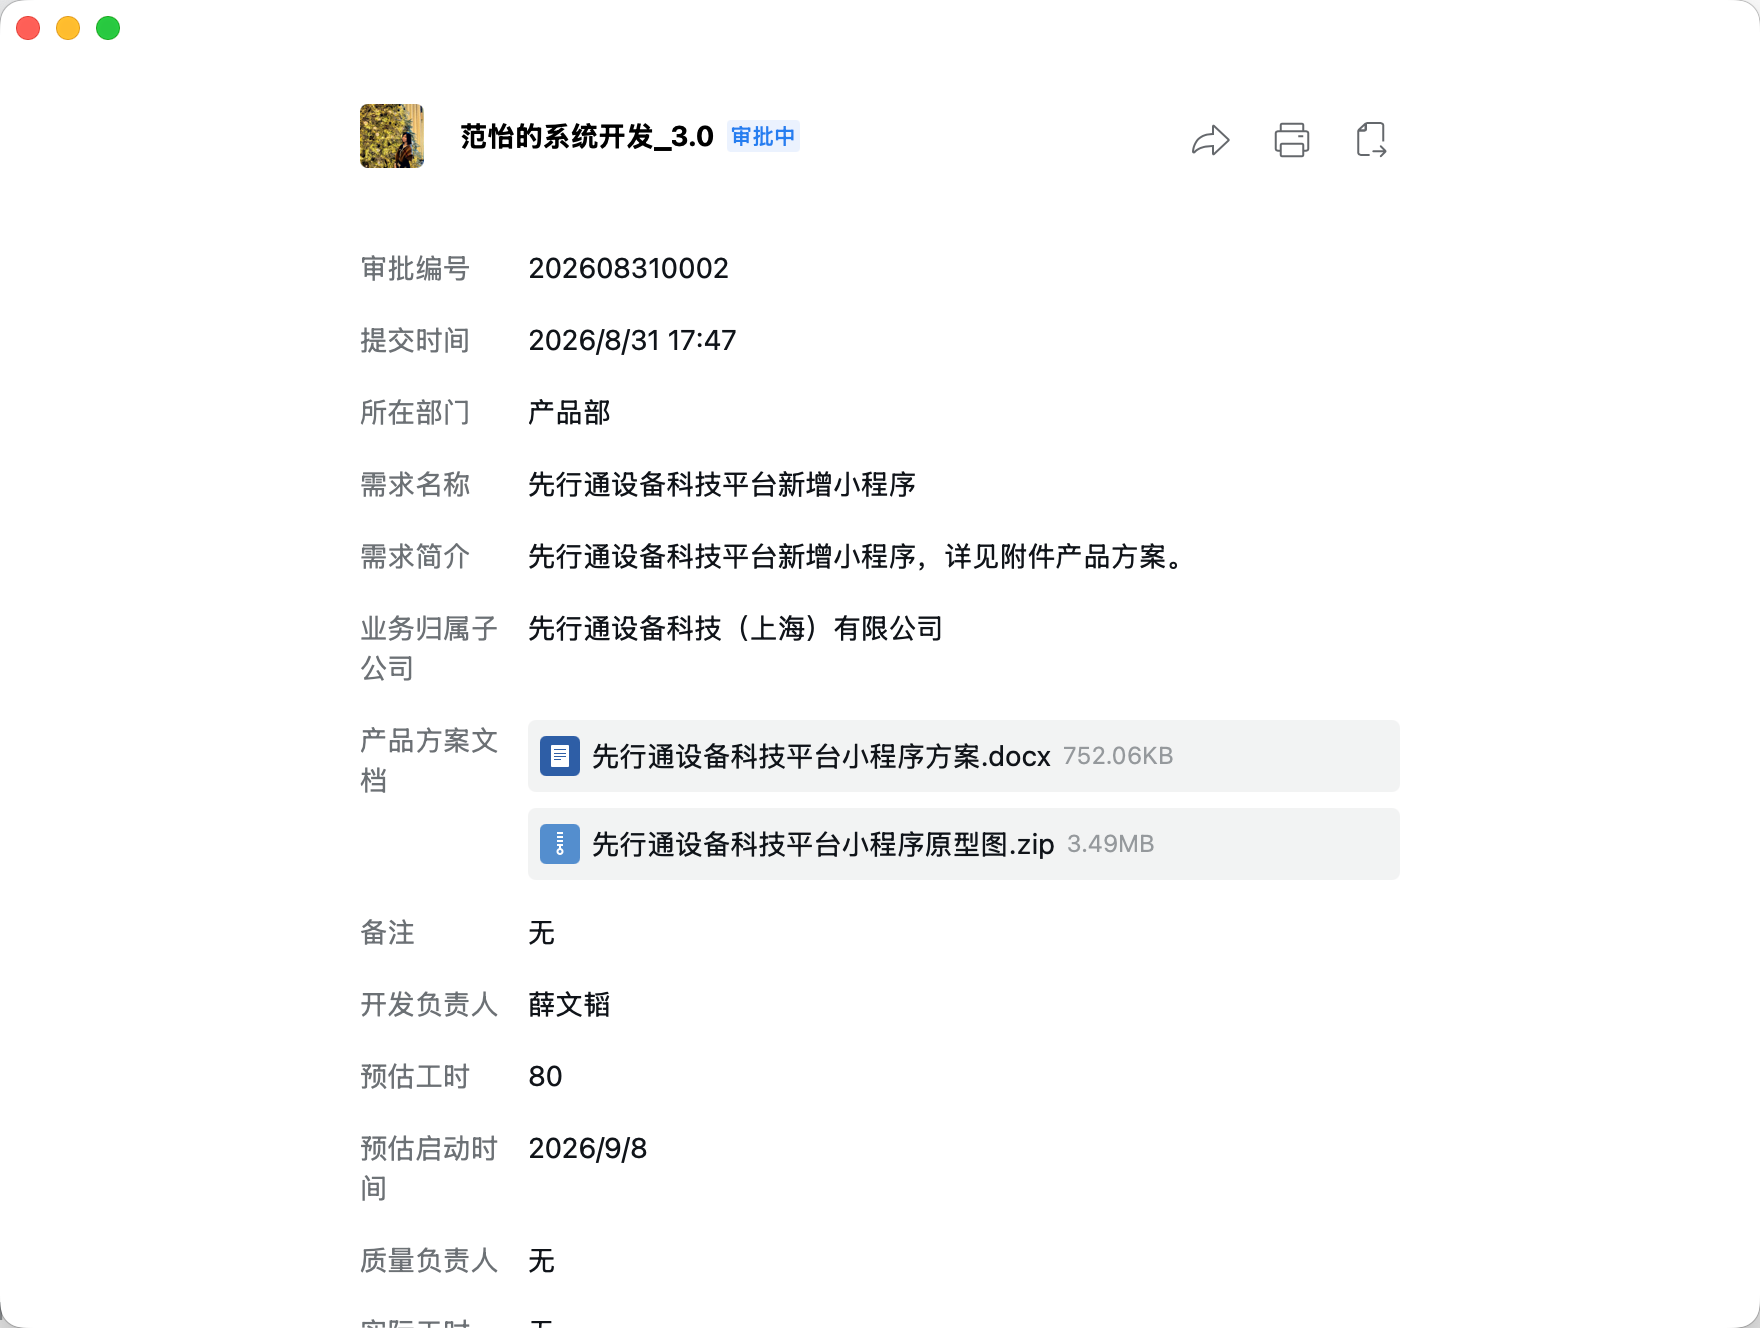 范怡的系统开发_3.0 审批中
审批编号 202608310002
提交时间 2026/8/31 17:47
所在部门 产品部
需求名称 先行通设备科技平台新增小程序
需求简介 先行通设备科技平台新增小程序，详见附件产品方案。
业务归属子 先行通设备科技（上海）有限公司
公司
产品方案文 先行通设备科技平台小程序方案.docx 752.06KB
档
先行通设备科技平台小程序原型图.zip 3.49MB
备注 无
开发负责人 薛文韬
预估工时 80
预估启动时 2026/9/8
间
质量负责人 无
实际工时 无